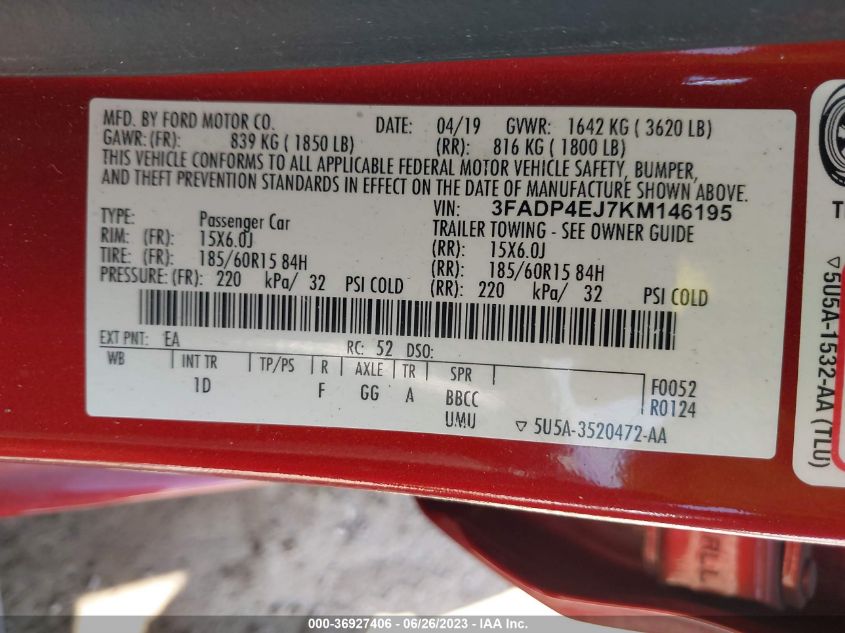 MFD. BY FORD MOTOR CO.
DATE: 04/19 GVWR: 1642 KG ( 3620 LB)
GAWR: (FR): 839 KG ( 1850 LB) (RR): 816 KG ( 1800 LB)
THIS VEHICLE CONFORMS TO ALL APPLICABLE FEDERAL MOTOR VEHICLE SAFETY, BUMPER,
AND THEFT PREVENTION STANDARDS IN EFFECT ON THE DATE OF MANUFACTURE SHOWN ABOVE.
VIN: 3FADP4EJ7KM146195
TYPE: Passenger Car TRAILER TOWING - SEE OWNER GUIDE
RIM: (FR): 15X6.0J (RR): 15X6.0J
TIRE: (FR): 185/60R15 84H (RR): 185/60R15 84H
PRESSURE: (FR): 220 kPa/ 32 PSI COLD (RR): 220 kPa/ 32 PSI COLD
EXT PNT: EA RC: 52 DSO:
WB INT TR TP/PS R AXLE TR SPR
1D F GG A BBCC
UMU
F0052
R0124
▽ 5U5A-3520472-AA
▽ 5U5A-1532-AA (TLU)
000-36927406 - 06/26/2023 - IAA Inc.